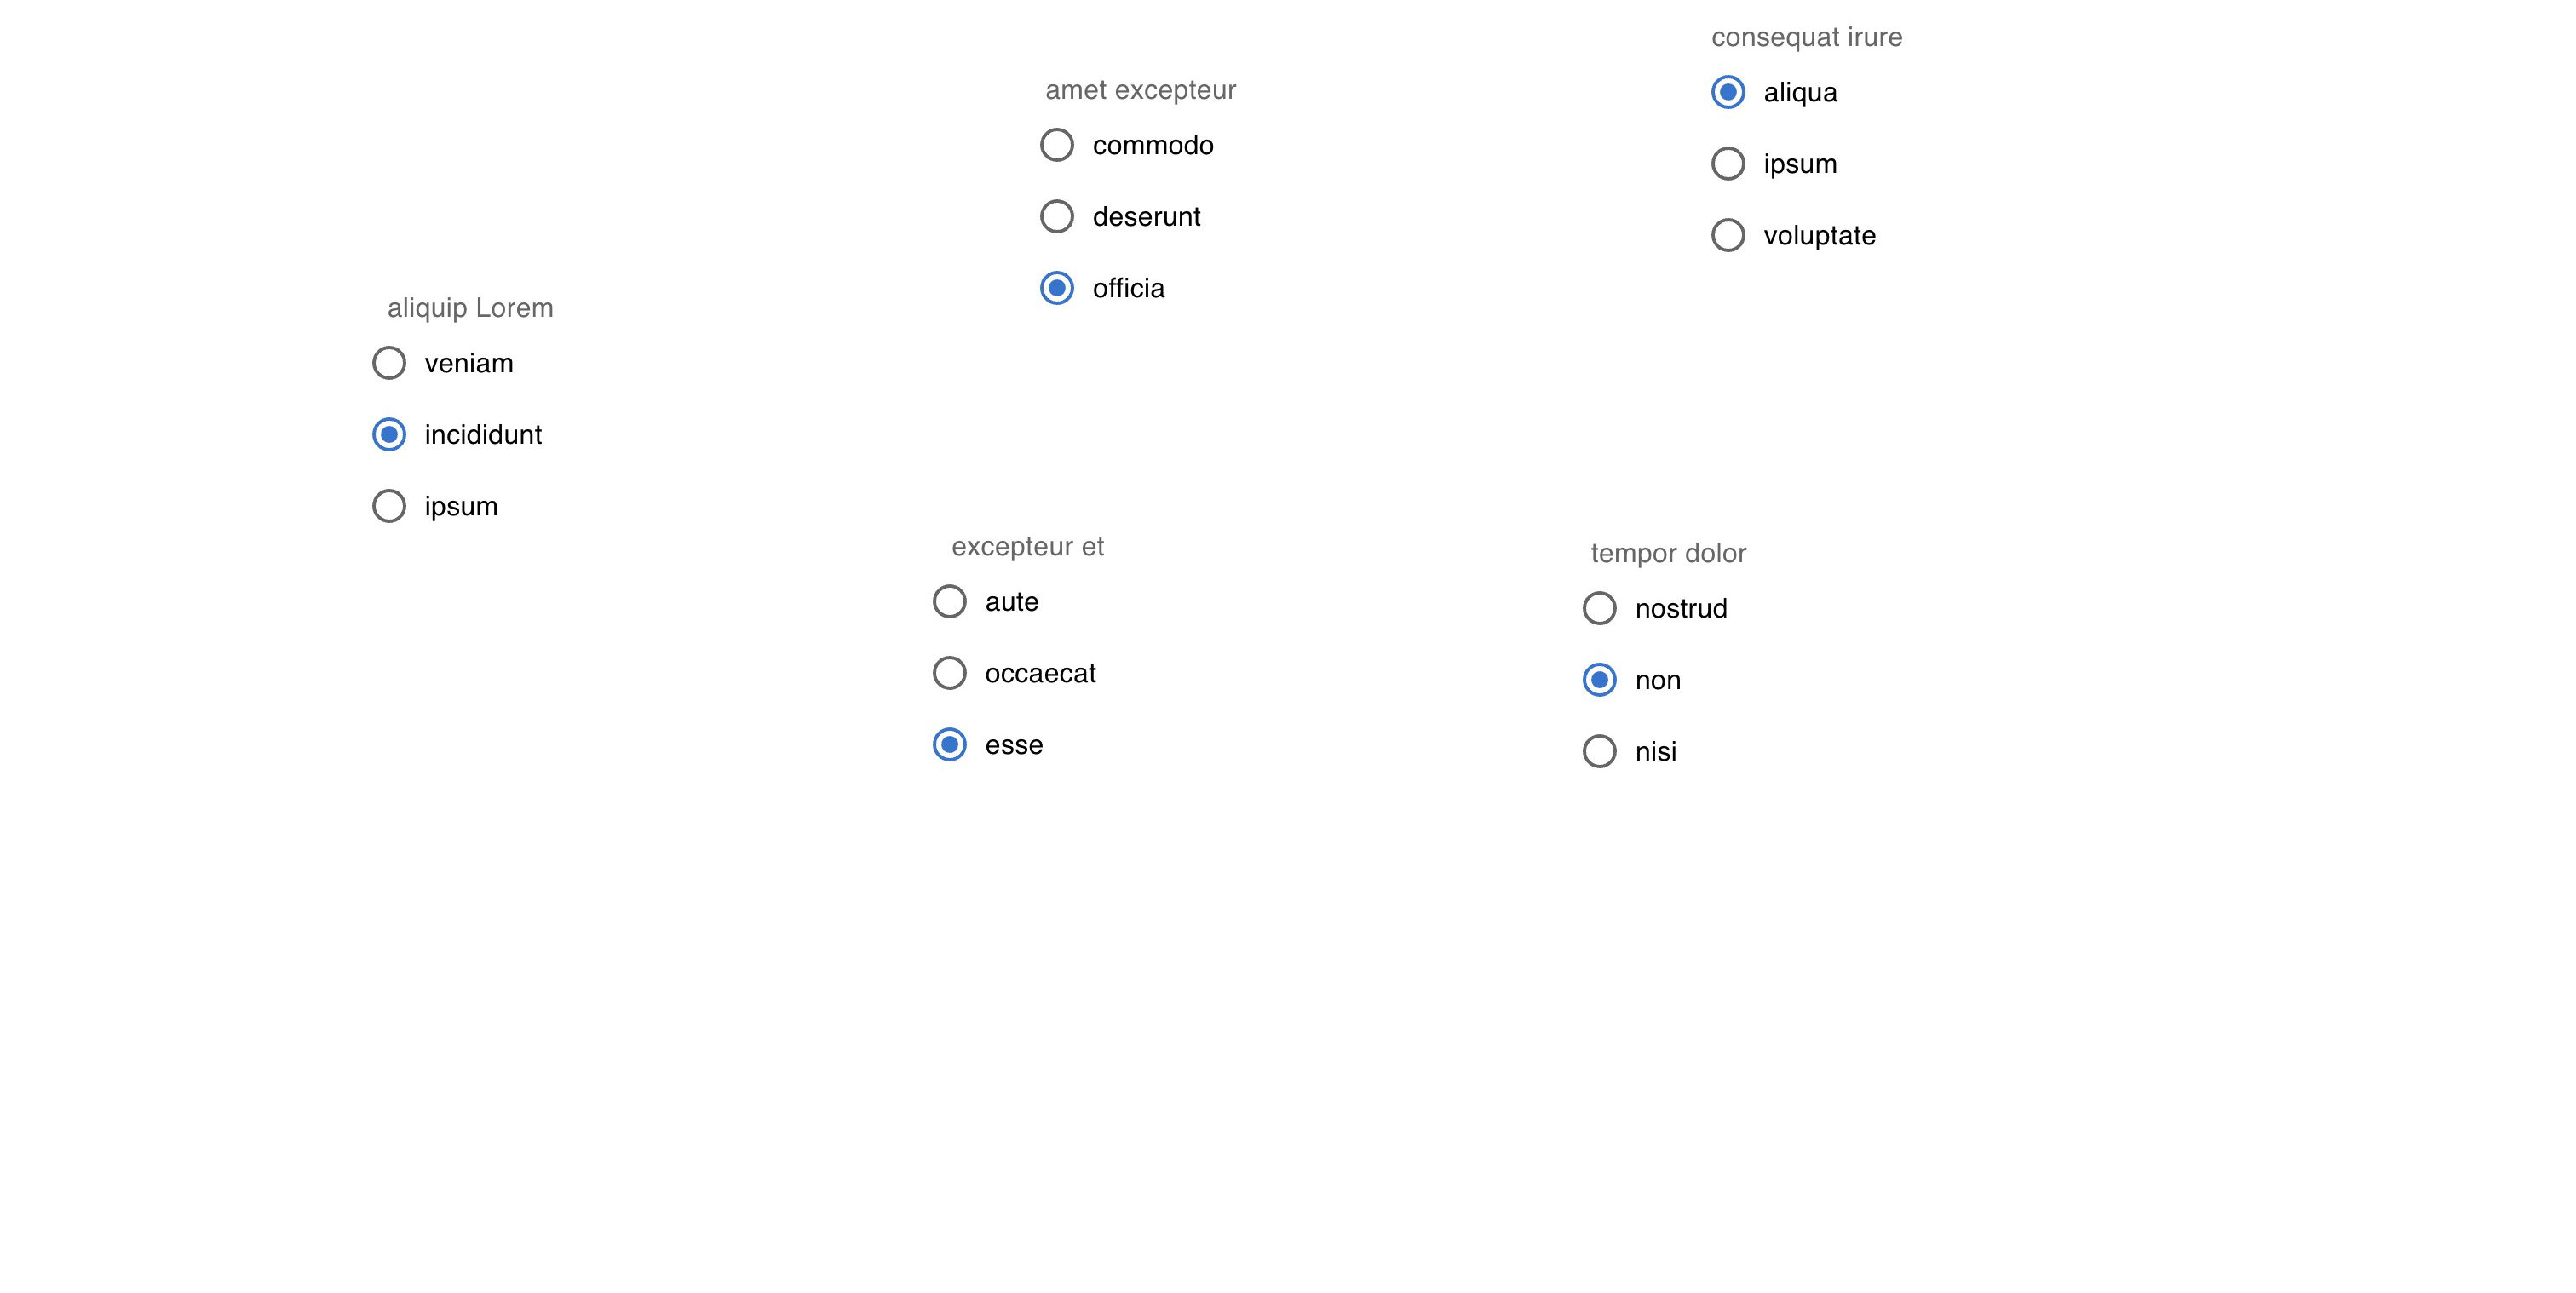 consequat irure
aliqua
ipsum
voluptate
amet excepteur
commodo
deserunt
officia
aliquip Lorem
veniam
incididunt
ipsum
excepteur et
aute
occaecat
esse
tempor dolor
nostrud
non
nisi